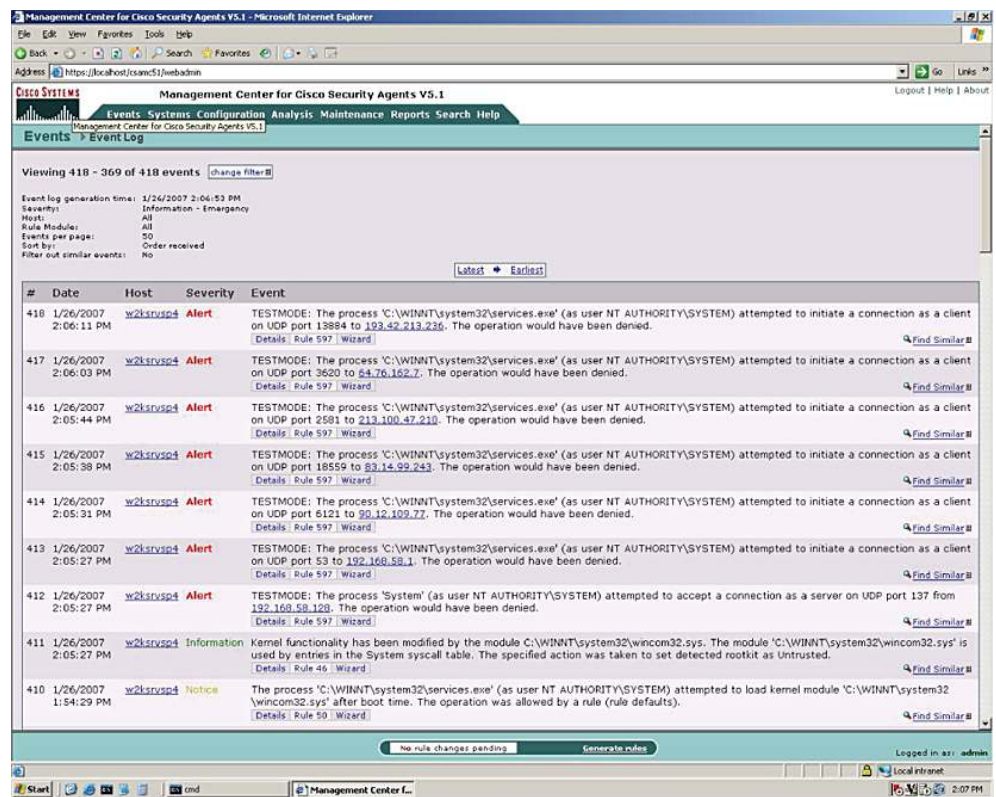 Management Center for Cisco Security Agents V5.1 - Microsoft Internet Explorer
File Edit View Favorites Tools Help
Back Search Favorites
Address https://localhost/csamc51/webadmin Go Links »
CISCO SYSTEMS Management Center for Cisco Security Agents V5.1 Logout | Help | About
Events Systems Configuration Analysis Maintenance Reports Search Help
Management Center for Cisco Security Agents V5.1
Events > Event Log
Viewing 418 - 369 of 418 events change filter
Event log generation time: 1/26/2007 2:06:53 PM
Severity: Information - Emergency
Host: All
Rule Module: All
Events per page: 50
Sort by: Order received
Filter out similar events: No
Latest Earliest
# Date Host Severity Event
418 1/26/2007 w2ksrvsp4 Alert TESTMODE: The process 'C:\WINNT\system32\services.exe' (as user NT AUTHORITY\SYSTEM) attempted to initiate a connection as a client
2:06:11 PM on UDP port 13884 to 193.42.213.236. The operation would have been denied.
Details Rule 597 Wizard Find Similar
417 1/26/2007 w2ksrvsp4 Alert TESTMODE: The process 'C:\WINNT\system32\services.exe' (as user NT AUTHORITY\SYSTEM) attempted to initiate a connection as a client
2:06:03 PM on UDP port 3620 to 64.76.162.7. The operation would have been denied.
Details Rule 597 Wizard Find Similar
416 1/26/2007 w2ksrvsp4 Alert TESTMODE: The process 'C:\WINNT\system32\services.exe' (as user NT AUTHORITY\SYSTEM) attempted to initiate a connection as a client
2:05:44 PM on UDP port 2581 to 213.100.47.210. The operation would have been denied.
Details Rule 597 Wizard Find Similar
415 1/26/2007 w2ksrvsp4 Alert TESTMODE: The process 'C:\WINNT\system32\services.exe' (as user NT AUTHORITY\SYSTEM) attempted to initiate a connection as a client
2:05:38 PM on UDP port 18559 to 83.14.99.243. The operation would have been denied.
Details Rule 597 Wizard Find Similar
414 1/26/2007 w2ksrvsp4 Alert TESTMODE: The process 'C:\WINNT\system32\services.exe' (as user NT AUTHORITY\SYSTEM) attempted to initiate a connection as a client
2:05:31 PM on UDP port 6121 to 90.12.109.77. The operation would have been denied.
Details Rule 597 Wizard Find Similar
413 1/26/2007 w2ksrvsp4 Alert TESTMODE: The process 'C:\WINNT\system32\services.exe' (as user NT AUTHORITY\SYSTEM) attempted to initiate a connection as a client
2:05:27 PM on UDP port 53 to 192.168.58.1. The operation would have been denied.
Details Rule 597 Wizard Find Similar
412 1/26/2007 w2ksrvsp4 Alert TESTMODE: The process 'System' (as user NT AUTHORITY\SYSTEM) attempted to accept a connection as a server on UDP port 137 from
2:05:27 PM 192.168.58.128. The operation would have been denied.
Details Rule 597 Wizard Find Similar
411 1/26/2007 w2ksrvsp4 Information Kernel functionality has been modified by the module C:\WINNT\system32\wincom32.sys. The module 'C:\WINNT\system32\wincom32.sys' is
2:05:27 PM used by entries in the System syscall table. The specified action was taken to set detected rootkit as Untrusted.
Details Rule 46 Wizard Find Similar
410 1/26/2007 w2ksrvsp4 Notice The process 'C:\WINNT\system32\services.exe' (as user NT AUTHORITY\SYSTEM) attempted to load kernel module 'C:\WINNT\system32
1:54:29 PM \wincom32.sys' after boot time. The operation was allowed by a rule (rule defaults).
Details Rule 50 Wizard Find Similar
No rule changes pending Generate rules Logged in as: admin
Local intranet
Start cmd Management Center f... 2:07 PM